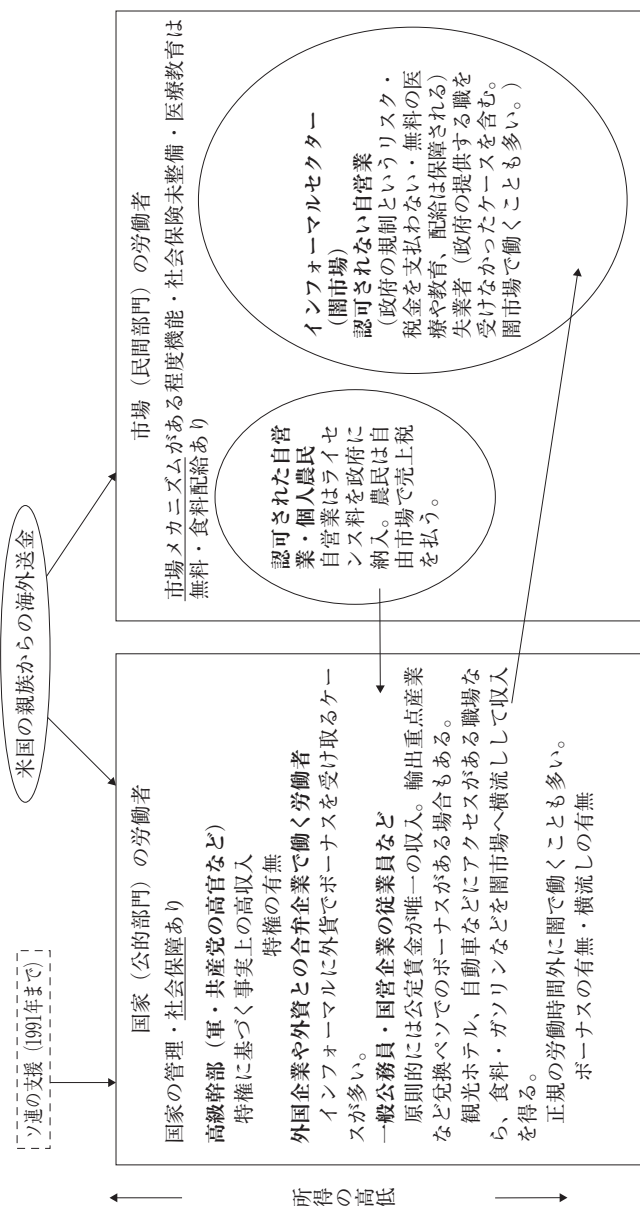 ソ連の支援（1991年まで）
米国の親族からの海外送金
所得の高低
国家（公的部門）の労働者
国家の管理・社会保障あり
高級幹部（軍・共産党の高官など）
特権に基づく事実上の高収入
特権の有無
外国企業や外資との合弁企業で働く労働者
インフォーマルに外貨でボーナスを受け取るケー
スが多い。
一般公務員・国営企業の従業員など
原則的には公定賃金が唯一の収入。輸出重点産業
など兌換ペソでのボーナスがある場合もある。
観光ホテル、自動車などにアクセスがある職場な
ら、食料・ガソリンなどを闇市場へ横流しして収入
を得る。
正規の労働時間外に闇で働くことも多い。
ボーナスの有無・横流しの有無
市場（民間部門）の労働者
市場メカニズムがある程度機能・社会保険未整備・医療教育は
無料・食料配給あり
認可された自営
業・個人農民
自営業はライセ
ンス料を政府に
納入。農民は自
由市場で売上税
を払う。
インフォーマルセクター
（闇市場）
認可されない自営業
（政府の規制というリスク・
税金を支払わない・無料の医
療や教育、配給は保障される）
失業者（政府の提供する職を
受けなかったケースを含む。
闇市場で働くことも多い。）